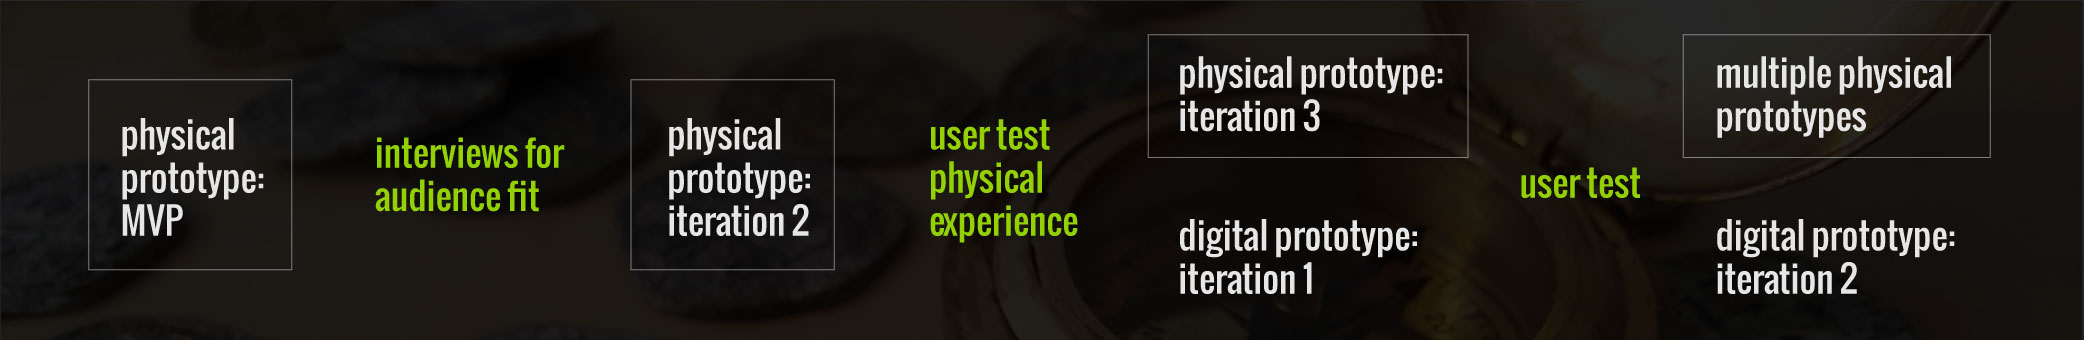 physical
prototype:
MVP
interviews for
audience fit
physical
prototype:
iteration 2
user test
physical
experience
physical prototype:
iteration 3
digital prototype:
iteration 1
user test
multiple physical
prototypes
digital prototype:
iteration 2